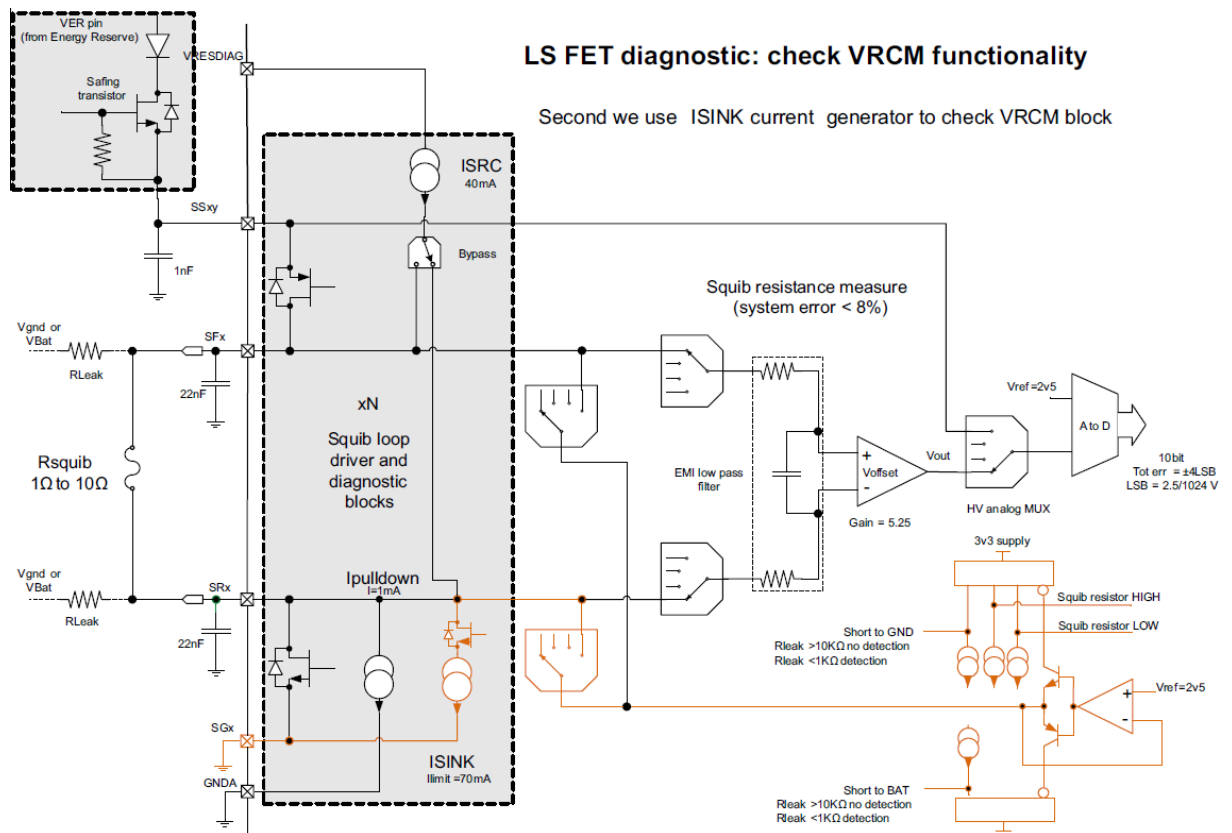 VER pin
(from Energy Reserve)
VRESDIAG
Safing
transistor
LS FET diagnostic: check VRCM functionality
Second we use ISINK current generator to check VRCM block
ISRC
40mA
SSxy
Bypass
1nF
Squib resistance measure
(system error < 8%)
Vgnd or
VBat
SFx
RLeak
22nF
xN
Squib loop
driver and
diagnostic
blocks
Rsquib
1Ω to 10Ω
EMI low pass
filter
+
-
Voffset
Vout
Gain = 5.25
HV analog MUX
Vref=2v5
A to D
10bit
Tot err = ±4LSB
LSB = 2.5/1024 V
3v3 supply
Vgnd or
VBat
SRx
RLeak
22nF
Ipulldown
I=1mA
Squib resistor HIGH
Squib resistor LOW
Short to GND
Rleak >10KΩ no detection
Rleak <1KΩ detection
+
-
Vref=2v5
SGx
ISINK
Ilimit =70mA
GNDA
Short to BAT
Rleak >10KΩ no detection
Rleak <1KΩ detection